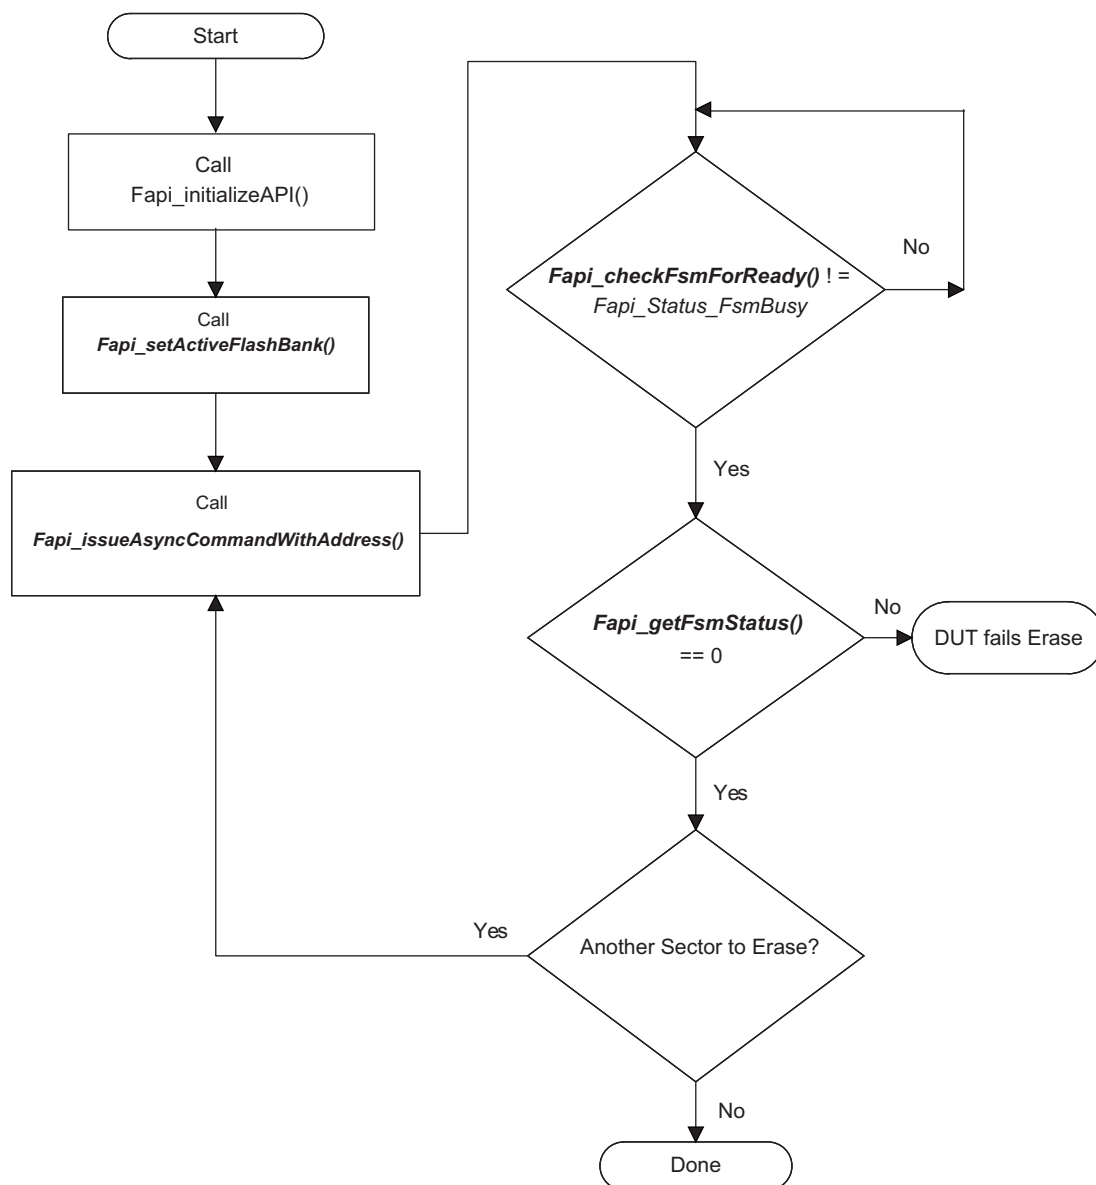 Start
Call
Fapi_initializeAPI()
Call
Fapi_setActiveFlashBank()
Call
Fapi_issueAsyncCommandWithAddress()
Fapi_checkFsmForReady() ! =
Fapi_Status_FsmBusy
No
Yes
Fapi_getFsmStatus()
== 0
No
DUT fails Erase
Yes
Another Sector to Erase?
Yes
No
Done